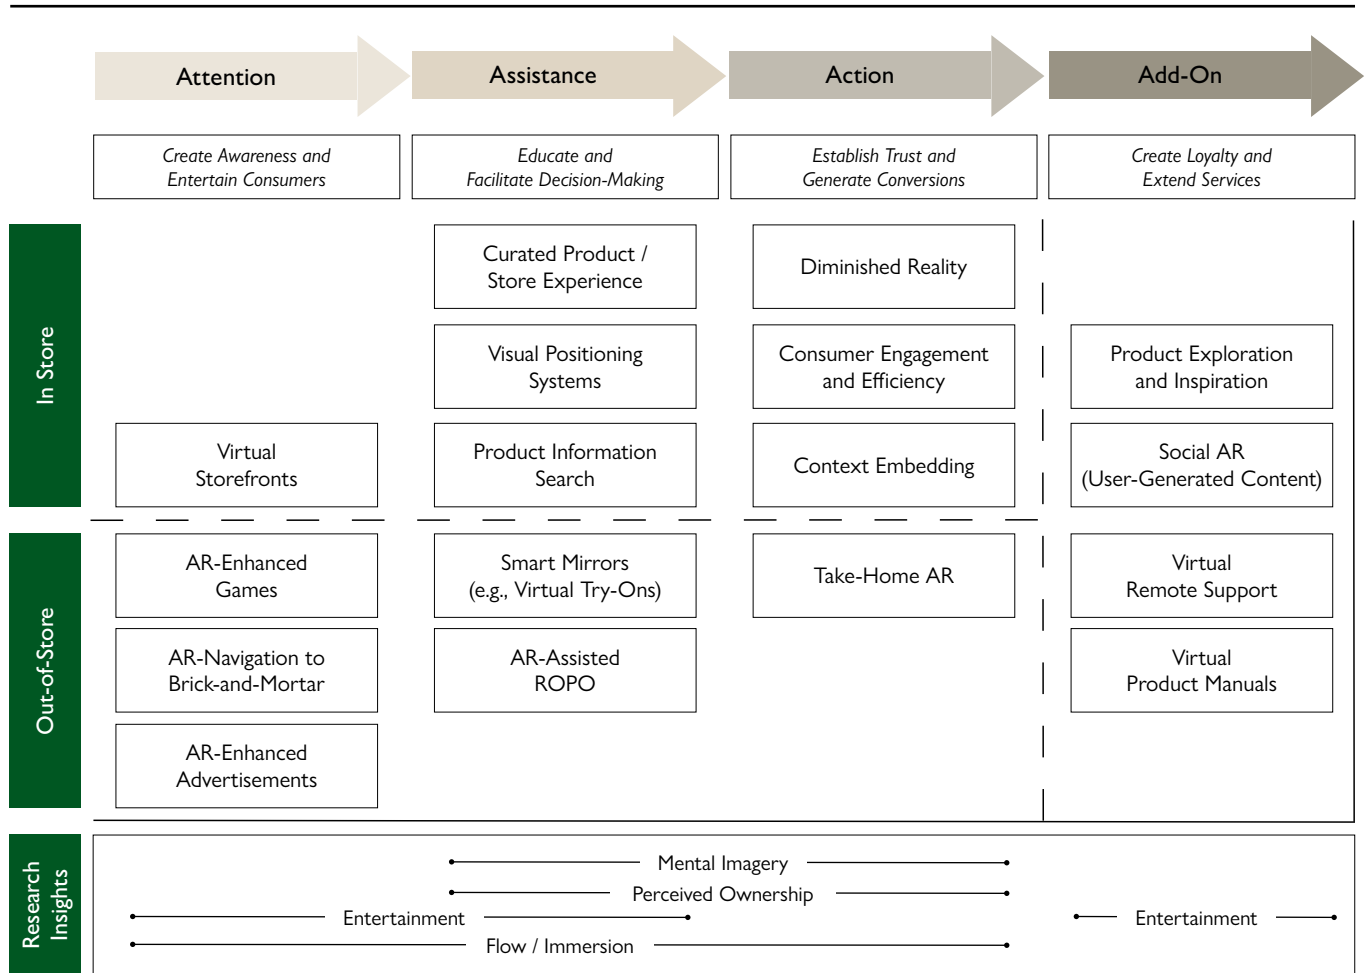 Attention
Assistance
Action
Add-On
Create Awareness and
Entertain Consumers
Educate and
Facilitate Decision-Making
Establish Trust and
Generate Conversions
Create Loyalty and
Extend Services
In Store
Curated Product /
Store Experience
Diminished Reality
Visual Positioning
Systems
Consumer Engagement
and Efficiency
Product Exploration
and Inspiration
Virtual
Storefronts
Product Information
Search
Context Embedding
Social AR
(User-Generated Content)
Out-of-Store
AR-Enhanced
Games
Smart Mirrors
(e.g., Virtual Try-Ons)
Take-Home AR
Virtual
Remote Support
AR-Navigation to
Brick-and-Mortar
AR-Assisted
ROPO
Virtual
Product Manuals
AR-Enhanced
Advertisements
Research
Insights
Mental Imagery
Perceived Ownership
Entertainment
Entertainment
Flow / Immersion